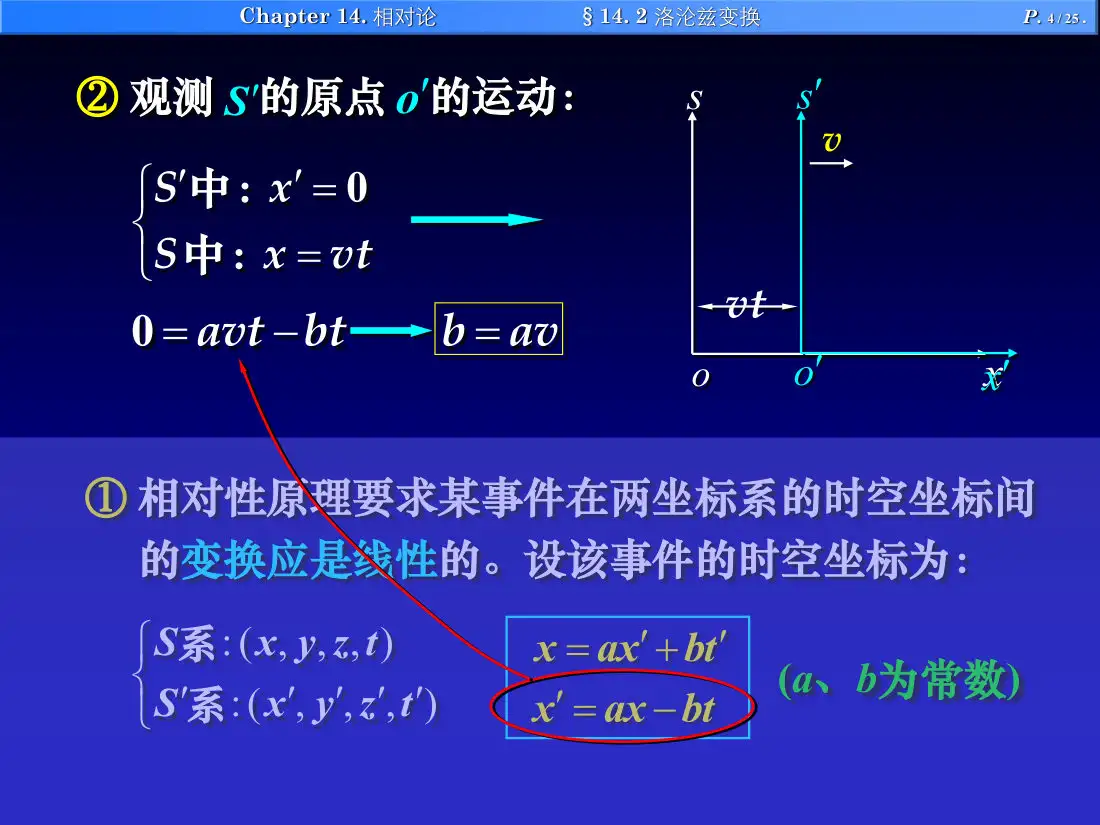 Chapter 14. 相对论 § 14. 2 洛沦兹变换 P. 4 / 25 .
② 观测 S′的原点 o′的运动：
S′中：x′ = 0
S 中：x = vt
0 = avt − bt
b = av
s s′
v
vt
o o′ x x′
① 相对性原理要求某事件在两坐标系的时空坐标间
的变换应是线性的。设该事件的时空坐标为：
S系：(x, y, z, t)
S′系：(x′, y′, z′, t′)
x = ax′ + bt′
x′ = ax − bt
(a、b为常数)